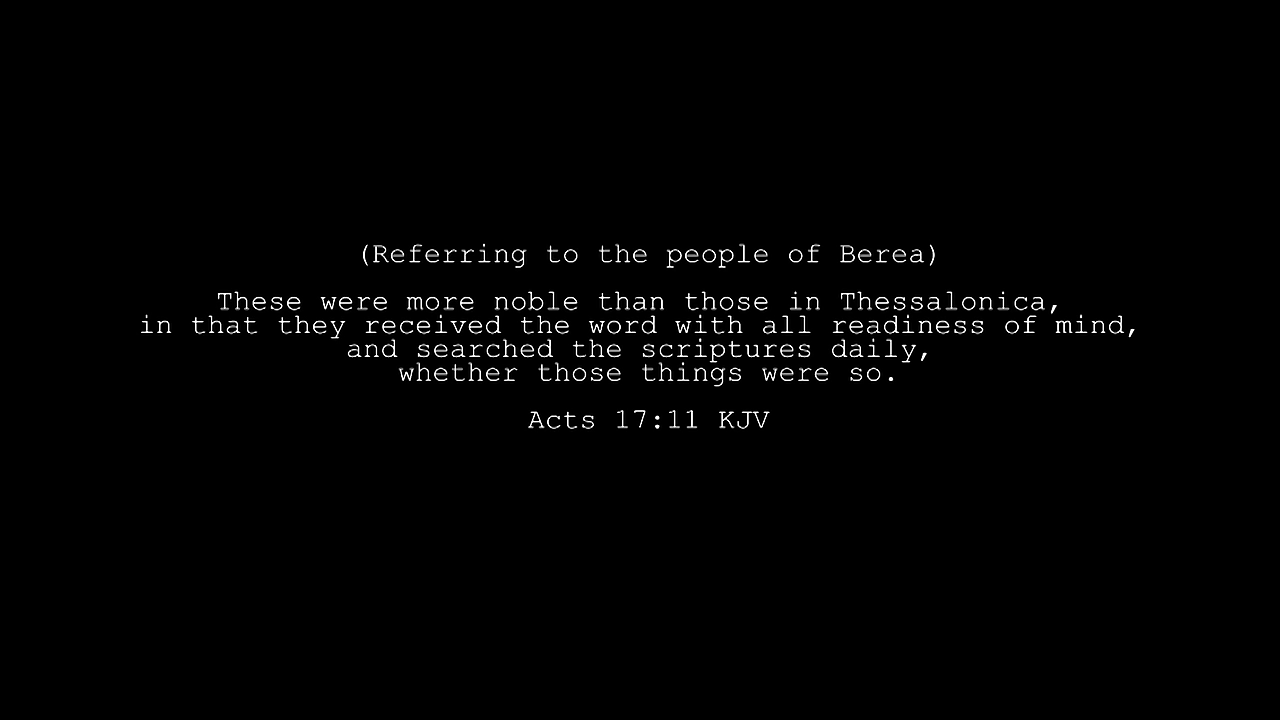 (Referring to the people of Berea)
These were more noble than those in Thessalonica,
in that they received the word with all readiness of mind,
and searched the scriptures daily,
whether those things were so.
Acts 17:11 KJV